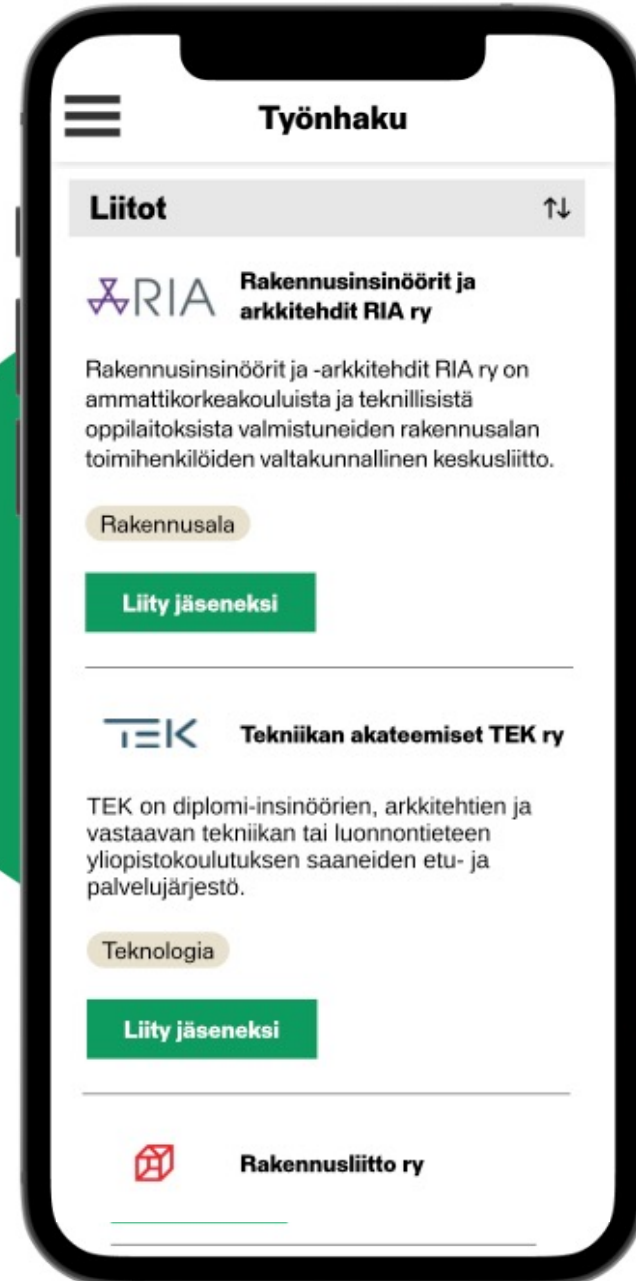 Työnhaku
Liitot
RIA
Rakennusinsinöörit ja
arkkitehdit RIA ry
Rakennusinsinöörit ja -arkkitehdit RIA ry on
ammattikorkeakouluista ja teknillisistä
oppilaitoksista valmistuneiden rakennusalan
toimihenkilöiden valtakunnallinen keskusliitto.
Rakennusala
Liity jäseneksi
TEK
Tekniikan akateemiset TEK ry
TEK on diplomi-insinöörien, arkkitehtien ja
vastaavan tekniikan tai luonnontieteen
yliopistokoulutuksen saaneiden etu- ja
palvelujärjestö.
Teknologia
Liity jäseneksi
Rakennusliitto ry